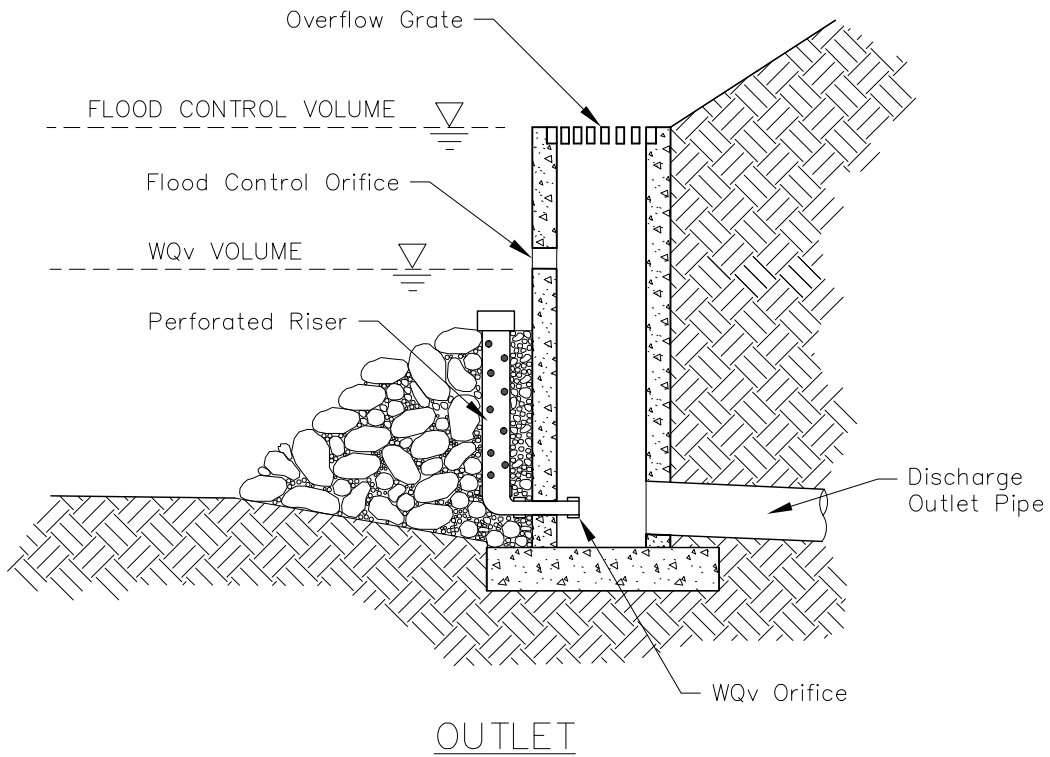 Overflow Grate
FLOOD CONTROL VOLUME
Flood Control Orifice
WQv VOLUME
Perforated Riser
Discharge
Outlet Pipe
WQv Orifice
OUTLET